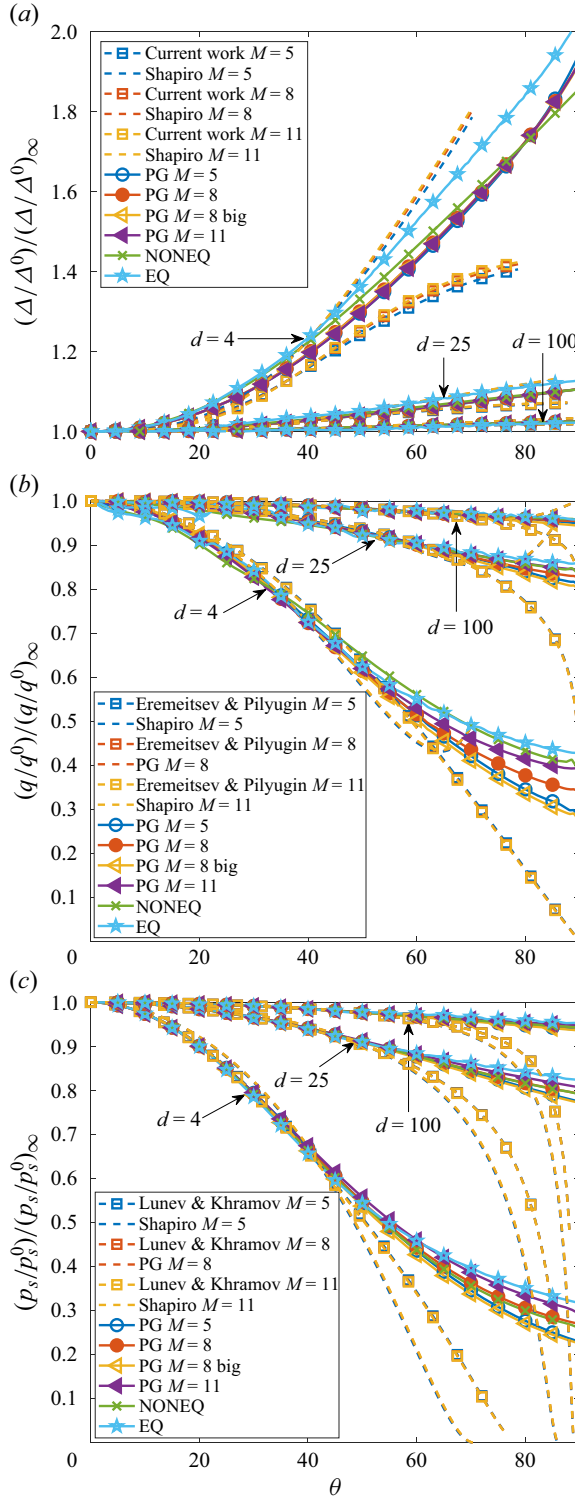 (a)
2.0
Current work M = 5
Shapiro M = 5
Current work M = 8
Shapiro M = 8
Current work M = 11
Shapiro M = 11
PG M = 5
PG M = 8
PG M = 8 big
PG M = 11
NONEQ
EQ
1.8
1.6
1.4
1.2
1.0
(Δ/Δ⁰)/(Δ/Δ⁰)∞
d = 4
d = 25
d = 100
0 20 40 60 80
(b)
1.0
0.9
0.8
0.7
0.6
0.5
0.4
0.3
0.2
0.1
(q/q⁰)/(q/q⁰)∞
d = 25
d = 4
d = 100
Eremeitsev & Pilyugin M = 5
Shapiro M = 5
Eremeitsev & Pilyugin M = 8
PG M = 8
Eremeitsev & Pilyugin M = 11
Shapiro M = 11
PG M = 5
PG M = 8
PG M = 8 big
PG M = 11
NONEQ
EQ
0 20 40 60 80
(c)
1.0
0.9
0.8
0.7
0.6
0.5
0.4
0.3
0.2
0.1
(pₛ/pₛ⁰)/(pₛ/pₛ⁰)∞
d = 25
d = 4
d = 100
Lunev & Khramov M = 5
Shapiro M = 5
Lunev & Khramov M = 8
PG M = 8
Lunev & Khramov M = 11
Shapiro M = 11
PG M = 5
PG M = 8
PG M = 8 big
PG M = 11
NONEQ
EQ
0 20 40 60 80
θ